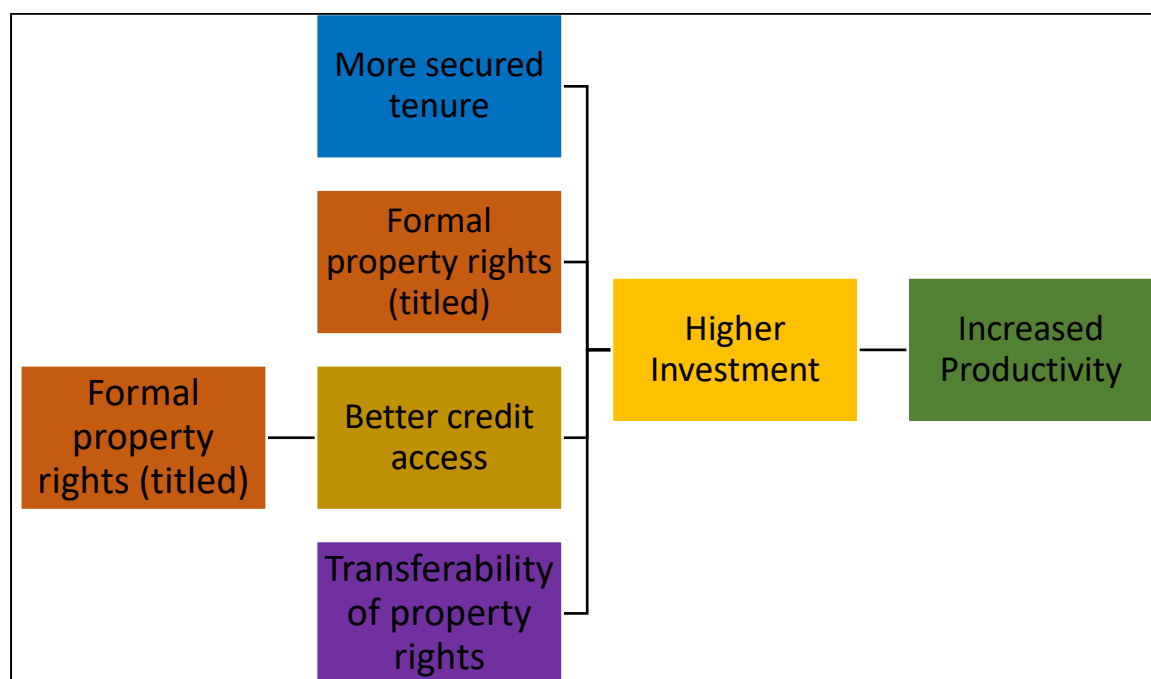 More secured
tenure
Formal
property rights
(titled)
Formal
property
rights (titled)
Better credit
access
Transferability
of property
rights
Higher
Investment
Increased
Productivity